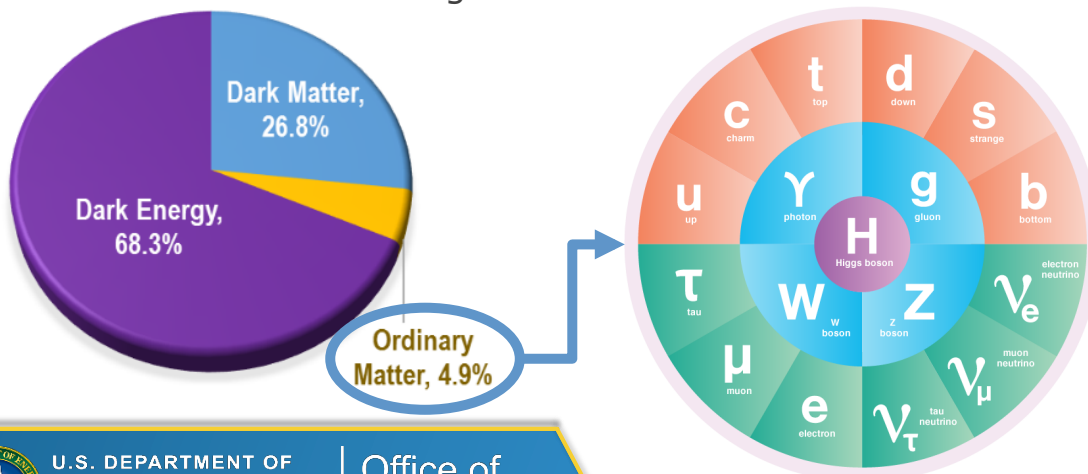 g
Dark Matter,
26.8%
Dark Energy,
68.3%
Ordinary
Matter, 4.9%
t
top
d
down
c
charm
s
strange
u
up
b
bottom
γ
photon
g
gluon
H
Higgs boson
W
W
boson
Z
Z
boson
τ
tau
νe
electron
neutrino
μ
muon
νμ
muon
neutrino
e
electron
ντ
tau
neutrino
U.S. DEPARTMENT OF
Office of